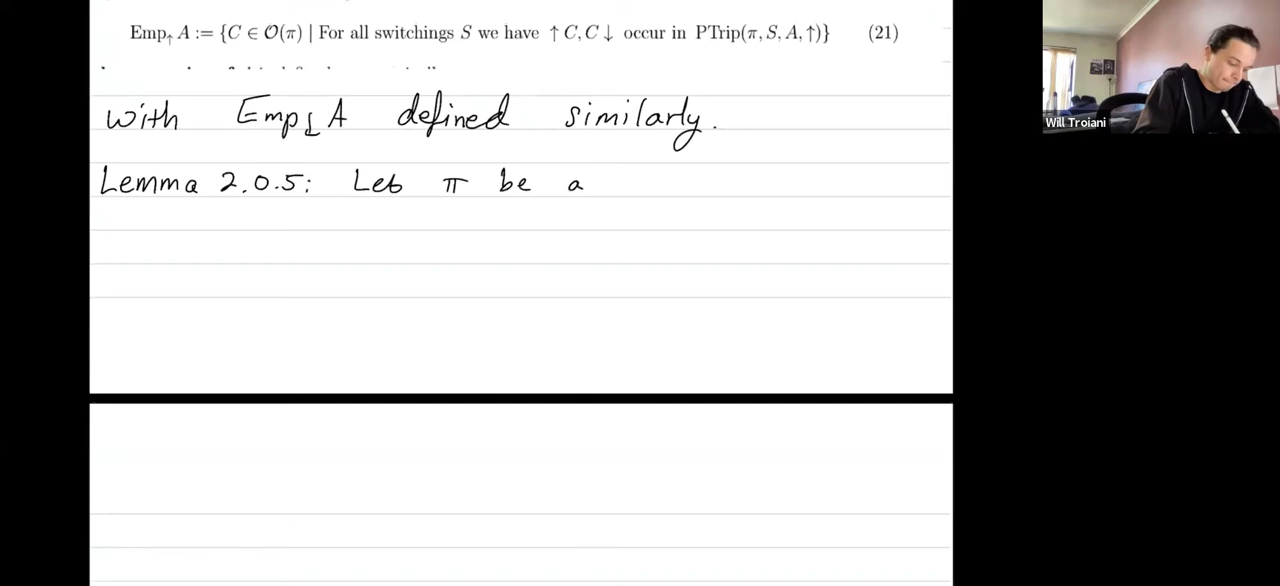 Emp↑ A := {C ∈ O(π) | For all switchings S we have ↑ C, C ↓ occur in PTrip(π, S, A, ↑)} (21)
with Emp↓ A defined similarly.
Lemma 2.0.5: Let π be a
Will Troiani